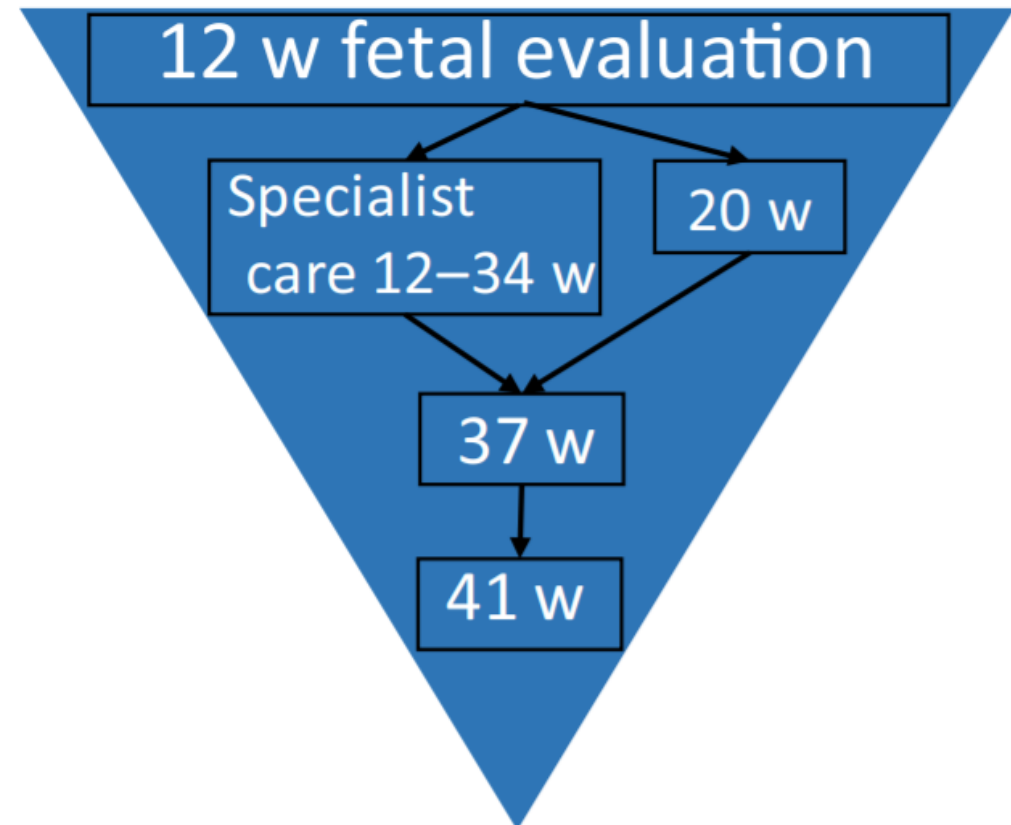 12 w fetal evaluation
Specialist
care 12–34 w
20 w
37 w
41 w